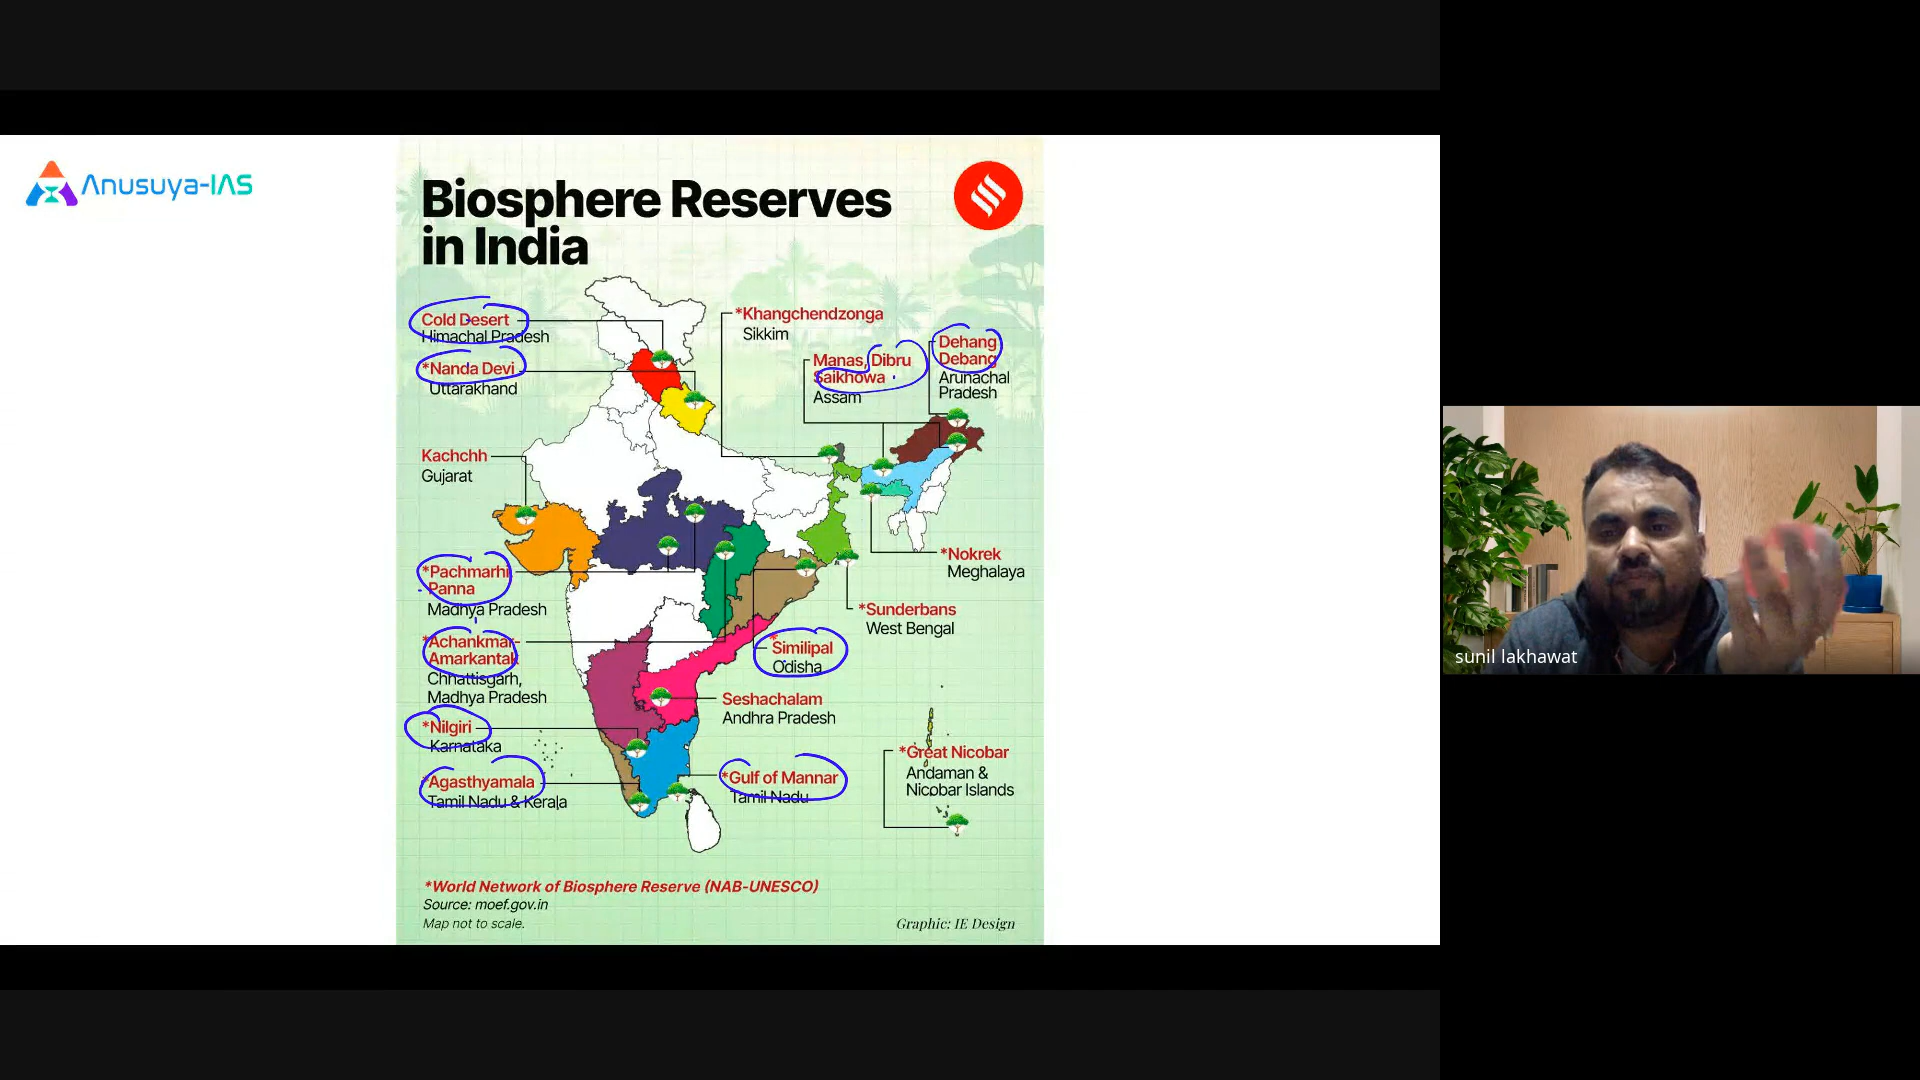 Anusuya-IAS
Biosphere Reserves
in India
Cold Desert
Himachal Pradesh
*Nanda Devi
Uttarakhand
Kachchh
Gujarat
*Pachmarhi
Panna
Madhya Pradesh
*Achankmar-
Amarkantak
Chhattisgarh,
Madhya Pradesh
*Nilgiri
Karnataka
*Agasthyamala
Tamil Nadu & Kerala
*Khangchendzonga
Sikkim
Manas, Dibru
Saikhowa
Assam
Dehang
Debang
Arunachal
Pradesh
*Nokrek
Meghalaya
*Sunderbans
West Bengal
*Similipal
Odisha
Seshachalam
Andhra Pradesh
*Gulf of Mannar
Tamil Nadu
*Great Nicobar
Andaman &
Nicobar Islands
*World Network of Biosphere Reserve (NAB-UNESCO)
Source: moef.gov.in
Map not to scale.
Graphic: IE Design
sunil lakhawat